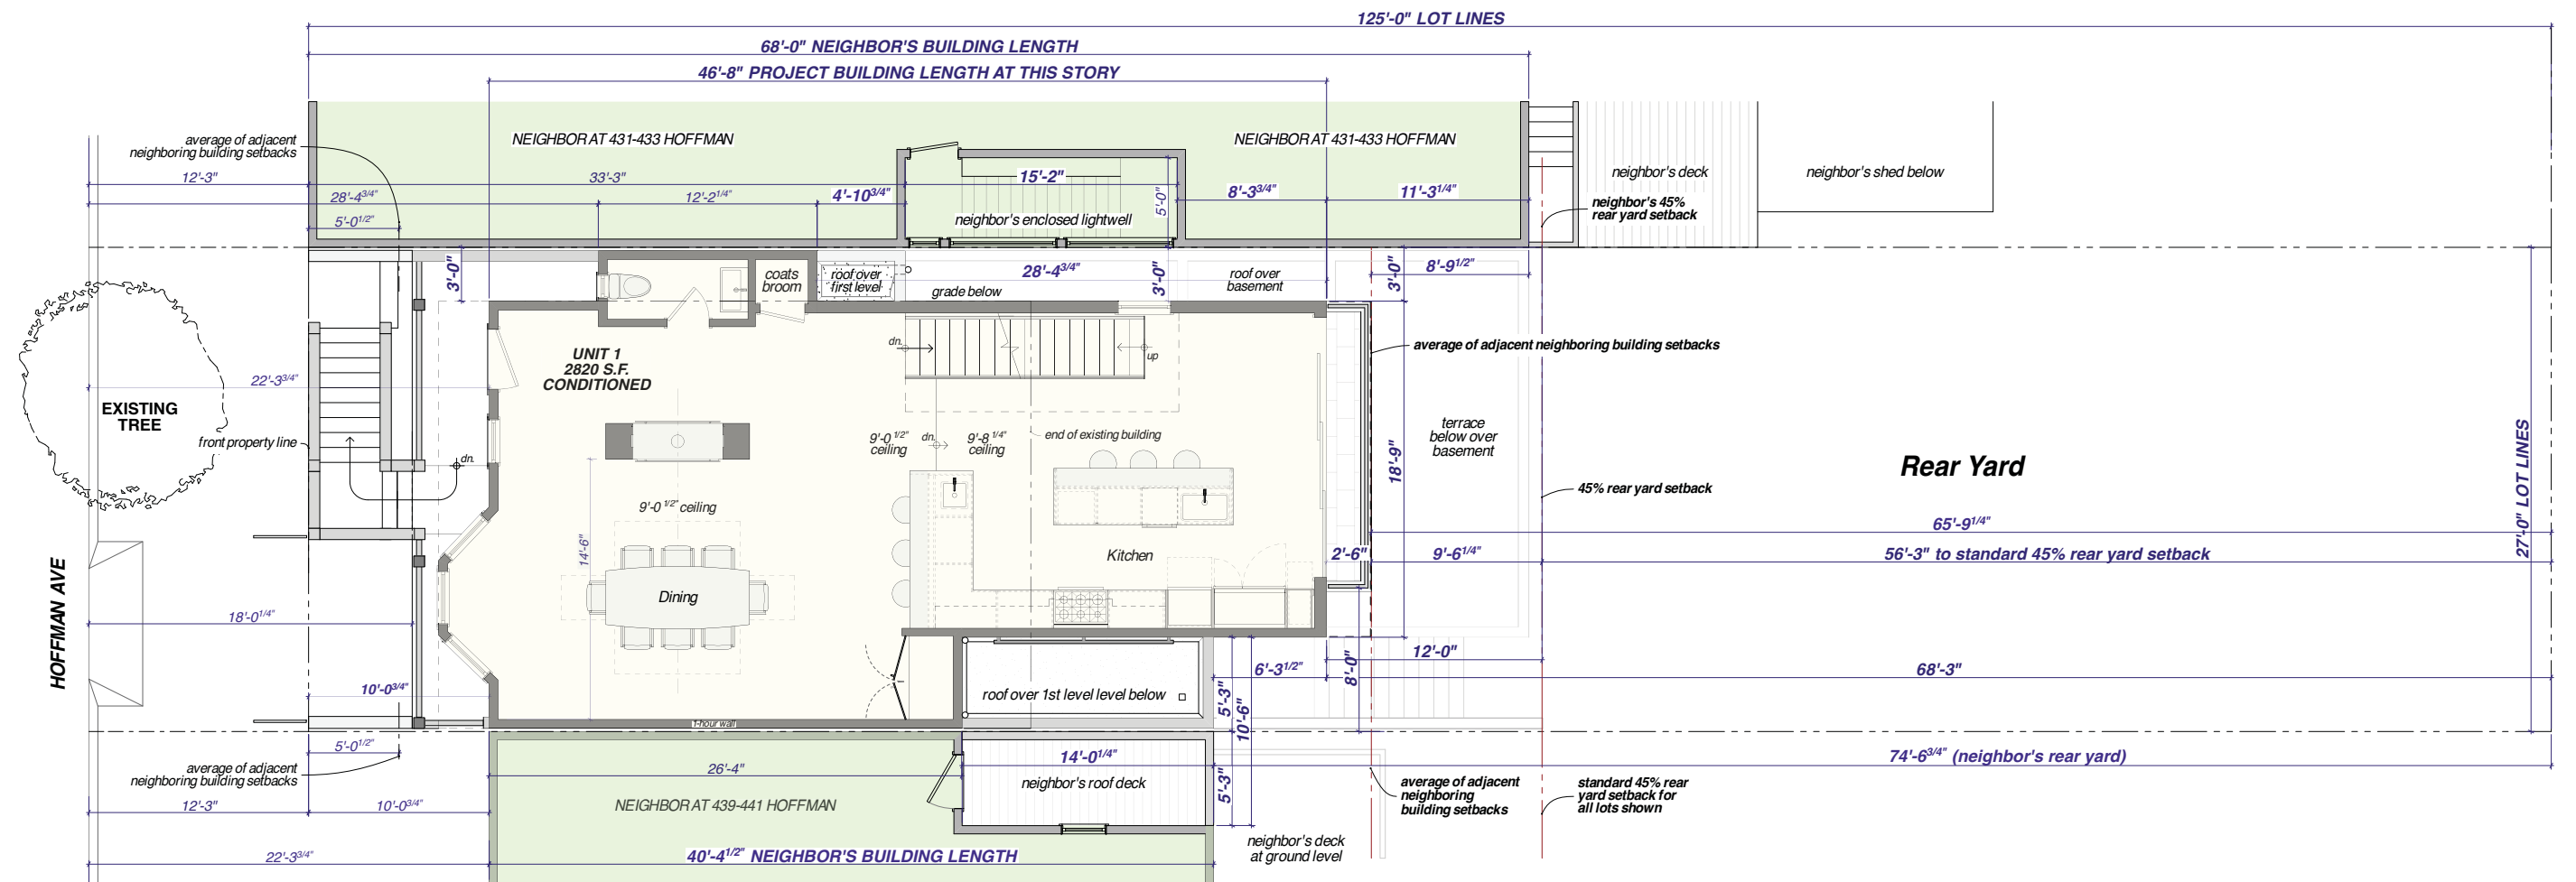 125'-0" LOT LINES
68'-0" NEIGHBOR'S BUILDING LENGTH
46'-8" PROJECT BUILDING LENGTH AT THIS STORY
average of adjacent
neighboring building setbacks
NEIGHBOR AT 431-433 HOFFMAN
NEIGHBOR AT 431-433 HOFFMAN
12'-3"
33'-3"
15'-2"
28'-4 3/4"
12'-2 1/4"
4'-10 3/4"
5'-0"
8'-3 3/4"
11'-3 1/4"
neighbor's deck
neighbor's shed below
5'-0 1/2"
neighbor's enclosed lightwell
neighbor's 45%
rear yard setback
3'-0"
coats
broom
roof over
first level
grade below
28'-4 3/4"
3'-0"
roof over
basement
3'-0"
8'-9 1/2"
UNIT 1
2820 S.F.
CONDITIONED
dn.
up
average of adjacent neighboring building setbacks
22'-3 3/4"
EXISTING
TREE
front property line
dn.
9'-0 1/2"
ceiling
dn.
9'-8 1/4"
ceiling
end of existing building
terrace
below over
basement
18'-9"
Rear Yard
27'-0" LOT LINES
9'-0 1/2" ceiling
45% rear yard setback
14'-6"
65'-9 1/4"
Kitchen
2'-6"
9'-6 1/4"
56'-3" to standard 45% rear yard setback
HOFFMAN AVE
Dining
18'-0 1/4"
12'-0"
10'-0 3/4"
roof over 1st level level below
6'-3 1/2"
8'-0"
68'-3"
5'-3"
10'-6"
1-hour wall
5'-0 1/2"
average of adjacent
neighboring building setbacks
26'-4"
14'-0 1/4"
74'-6 3/4" (neighbor's rear yard)
neighbor's roof deck
5'-3"
average of adjacent
neighboring
building setbacks
standard 45% rear
yard setback for
all lots shown
12'-3"
10'-0 3/4"
NEIGHBOR AT 439-441 HOFFMAN
neighbor's deck
at ground level
22'-3 3/4"
40'-4 1/2" NEIGHBOR'S BUILDING LENGTH